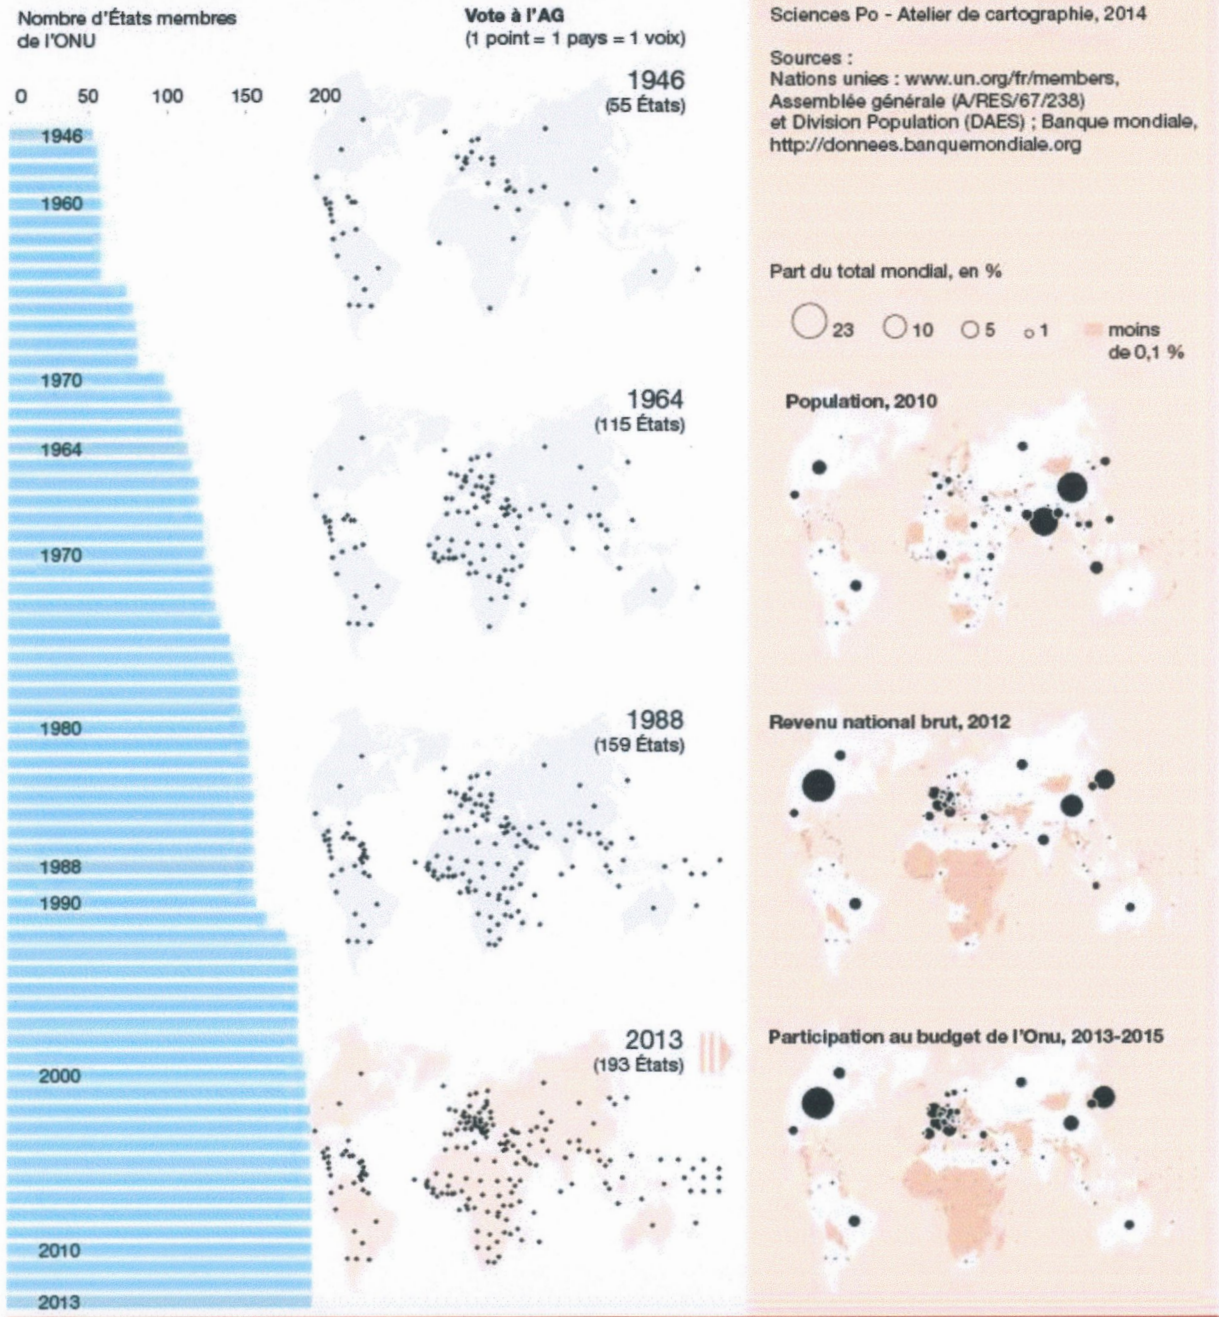 Nombre d'États membres
de l'ONU
0 50 100 150 200
1946
1960
1970
1964
1970
1980
1988
1990
2000
2010
2013
Vote à l'AG
(1 point = 1 pays = 1 voix)
1946
(55 États)
1964
(115 États)
1988
(159 États)
2013
(193 États)
Sciences Po - Atelier de cartographie, 2014
Sources :
Nations unies : www.un.org/fr/members,
Assemblée générale (A/RES/67/238)
et Division Population (DAES) ; Banque mondiale,
http://donnees.banquemondiale.org
Part du total mondial, en %
23 10 5 1 moins
de 0,1 %
Population, 2010
Revenu national brut, 2012
Participation au budget de l'Onu, 2013-2015